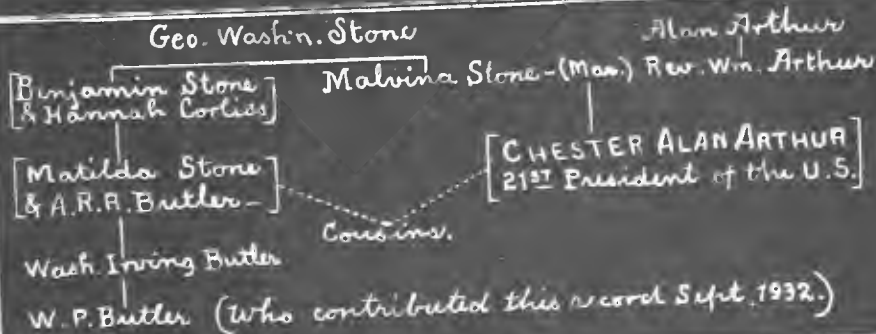 Geo. Wash'n. Stone
Alan Arthur
[Benjamin Stone
& Hannah Corliss]
Malvina Stone - (Mar.) Rev. Wm. Arthur
[Matilda Stone
& A.R.R. Butler -]
[CHESTER ALAN ARTHUR
21ST President of the U.S.]
Cousins.
Wash. Irving Butler
W. P. Butler (who contributed this record Sept. 1932.)